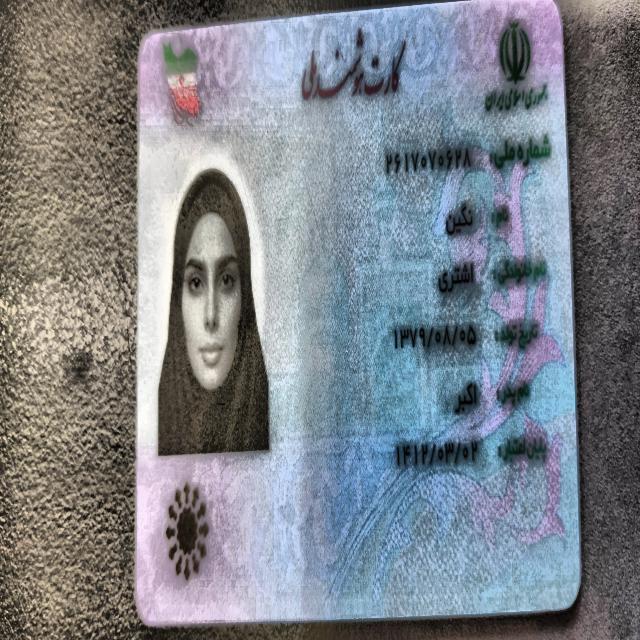 کارت هوشمند ملی
جمهوری اسلامی ایران
شماره ملی: ۲۶۱۷۰۷۵۶۲۸
نام: نگین
نام خانوادگی: اشتری
تاریخ تولد: ۱۳۷۹/۰۸/۰۵
نام پدر: اکبر
پایان اعتبار: ۱۴۱۲/۰۳/۰۲